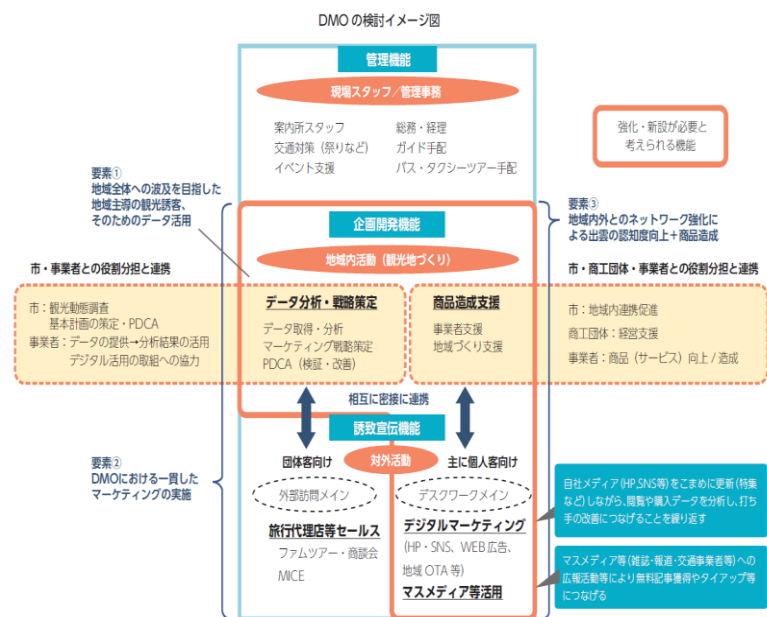 DMO の検討イメージ図
管理機能
現場スタッフ／管理事務
案内所スタッフ
交通対策（祭りなど）
イベント支援
総務・経理
ガイド手配
バス・タクシーツアー手配
強化・新設が必要と
考えられる機能
要素①
地域全体への波及を目指した
地域主導の観光誘客、
そのためのデータ活用
要素③
地域内外とのネットワーク強化に
よる出雲の認知度向上＋商品造成
企画開発機能
地域内活動（観光地づくり）
市・事業者との役割分担と連携
市：観光動態調査
基本計画の策定・PDCA
事業者：データの提供→分析結果の活用
デジタル活用の取組への協力
データ分析・戦略策定
データ取得・分析
マーケティング戦略策定
PDCA（検証・改善）
商品造成支援
事業者支援
地域づくり支援
市・商工団体・事業者との役割分担と連携
市：地域内連携促進
商工団体：経営支援
事業者：商品（サービス）向上 / 造成
相互に密接に連携
誘致宣伝機能
対外活動
要素②
DMOにおける一貫した
マーケティングの実施
団体客向け
外部訪問メイン
旅行代理店等セールス
ファムツアー・商談会
MICE
主に個人客向け
デスクワークメイン
デジタルマーケティング
(HP・SNS、WEB 広告、
地域 OTA 等)
マスメディア等活用
自社メディア(HP,SNS等)をこまめに更新(特集
など)しながら、閲覧や購入データを分析し、打ち
手の改善につなげることを繰り返す
マスメディア等(雑誌・報道・交通事業者等)への
広報活動等により無料記事獲得やタイアップ等
につなげる